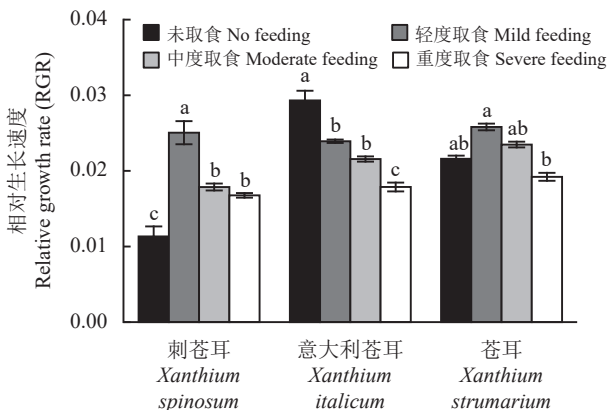 未取食 No feeding
轻度取食 Mild feeding
中度取食 Moderate feeding
重度取食 Severe feeding
相对生长速度
Relative growth rate (RGR)
0.04
0.03
0.02
0.01
0.00
c
a
b
b
a
b
b
c
ab
a
ab
b
刺苍耳
Xanthium
spinosum
意大利苍耳
Xanthium
italicum
苍耳
Xanthium
strumarium